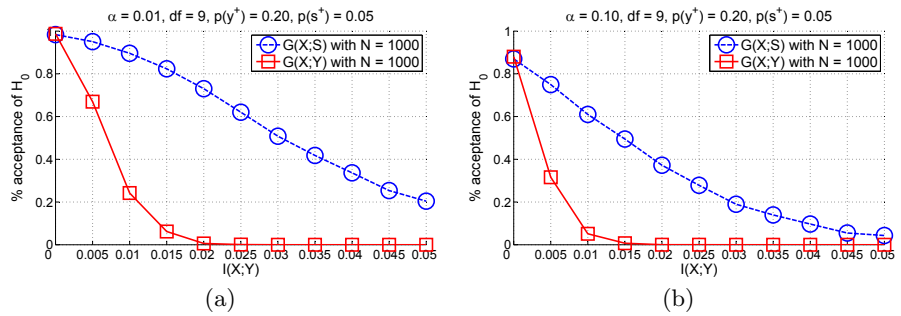 α = 0.01, df = 9, p(y⁺) = 0.20, p(s⁺) = 0.05
G(X;S) with N = 1000
G(X;Y) with N = 1000
% acceptance of H₀
0.8
0.6
0.4
0.2
0
0 0.005 0.01 0.015 0.02 0.025 0.03 0.035 0.04 0.045 0.05
I(X;Y)
(a)
α = 0.10, df = 9, p(y⁺) = 0.20, p(s⁺) = 0.05
G(X;S) with N = 1000
G(X;Y) with N = 1000
% acceptance of H₀
1
0.8
0.6
0.4
0.2
0
0 0.005 0.01 0.015 0.02 0.025 0.03 0.035 0.04 0.045 0.05
I(X;Y)
(b)